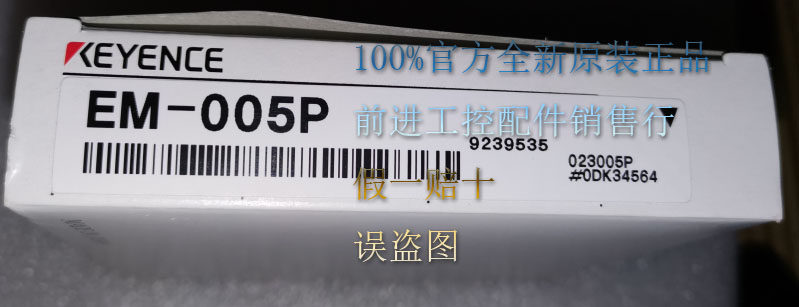 KEYENCE
100%官方全新原装正品
EM-005P
前进工控配件销售行
9239535
023005P
#0DK34564
假一赔十
误盗图